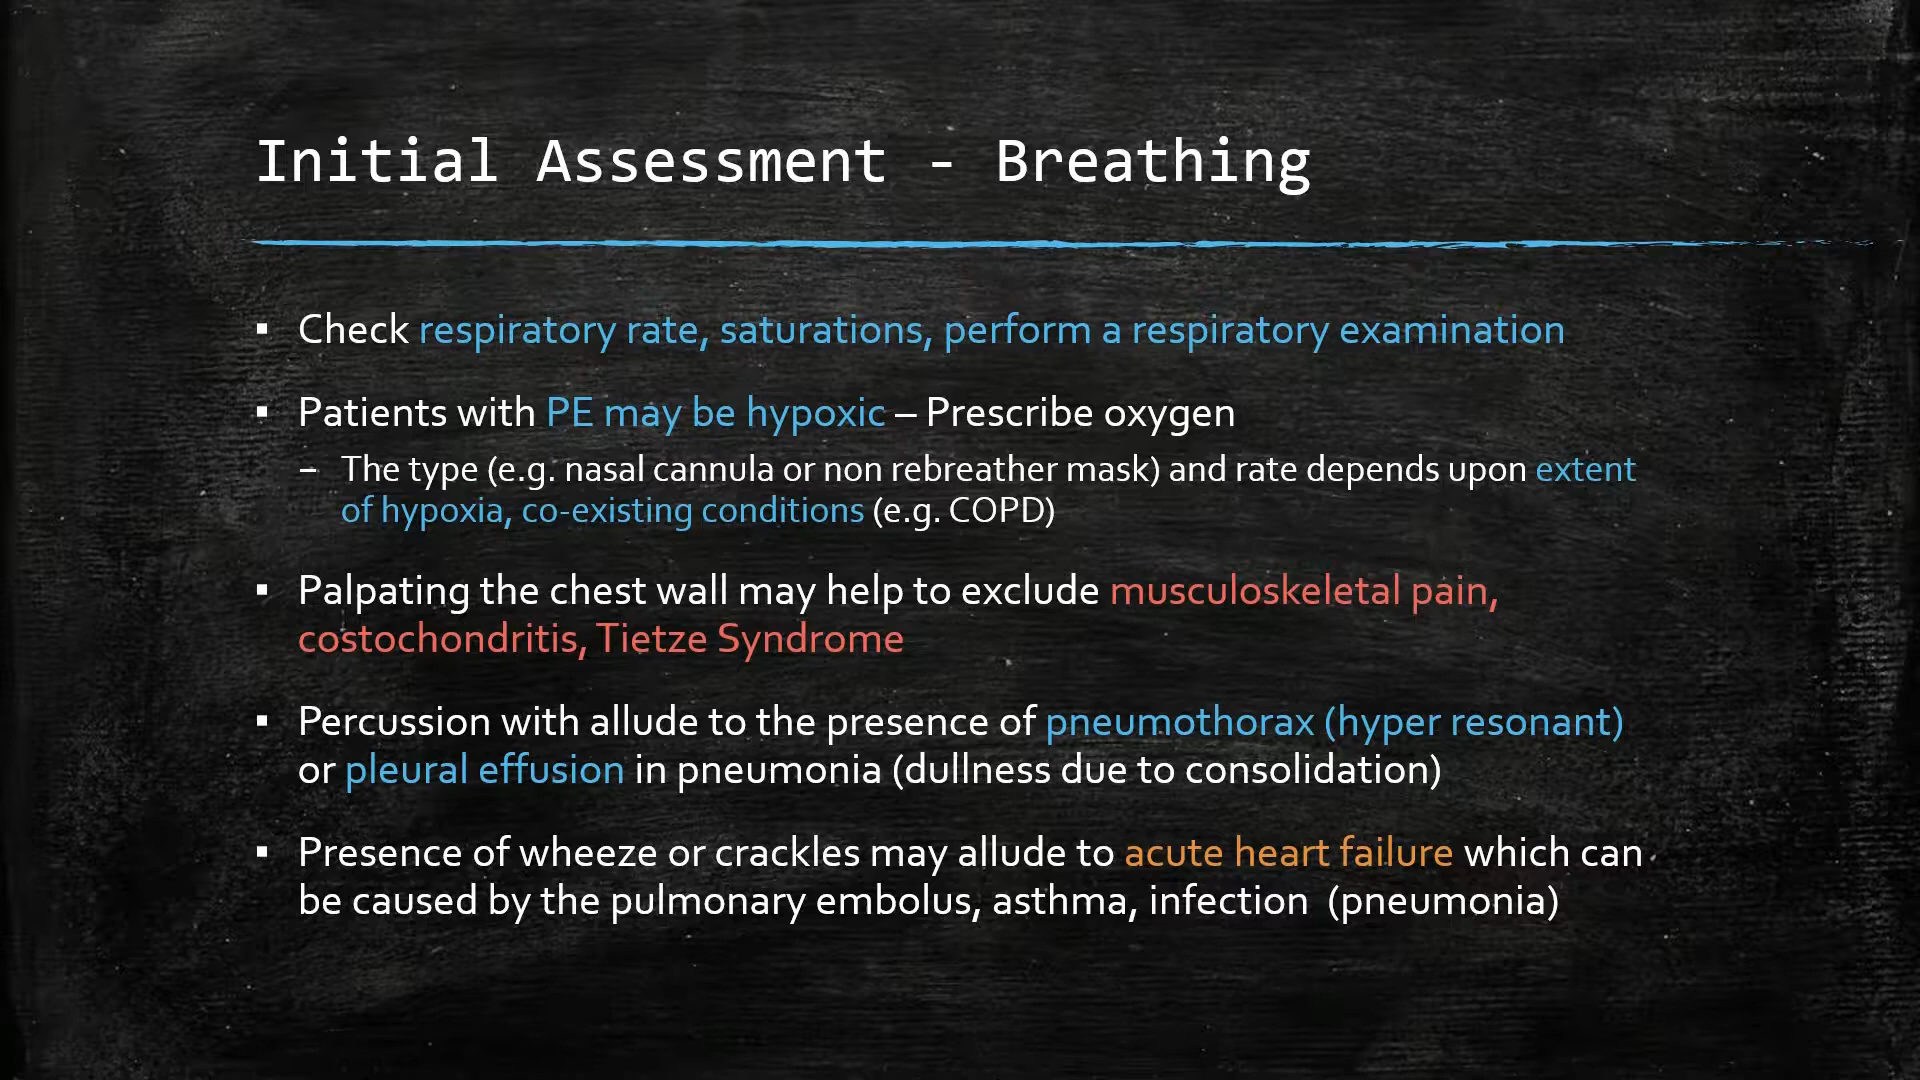 Initial Assessment - Breathing
▪ Check respiratory rate, saturations, perform a respiratory examination
▪ Patients with PE may be hypoxic – Prescribe oxygen
– The type (e.g. nasal cannula or non rebreather mask) and rate depends upon extent
of hypoxia, co-existing conditions (e.g. COPD)
▪ Palpating the chest wall may help to exclude musculoskeletal pain,
costochondritis, Tietze Syndrome
▪ Percussion with allude to the presence of pneumothorax (hyper resonant)
or pleural effusion in pneumonia (dullness due to consolidation)
▪ Presence of wheeze or crackles may allude to acute heart failure which can
be caused by the pulmonary embolus, asthma, infection  (pneumonia)